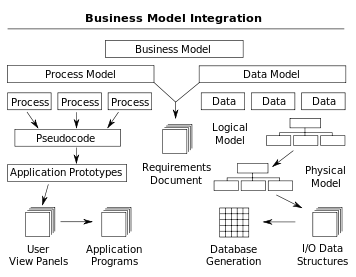 Business Model Integration
Business Model
Process Model
Data Model
Process
Process
Process
Data
Data
Data
Pseudocode
Logical
Model
Requirements
Document
Application Prototypes
Physical
Model
User
View Panels
Application
Programs
Database
Generation
I/O Data
Structures